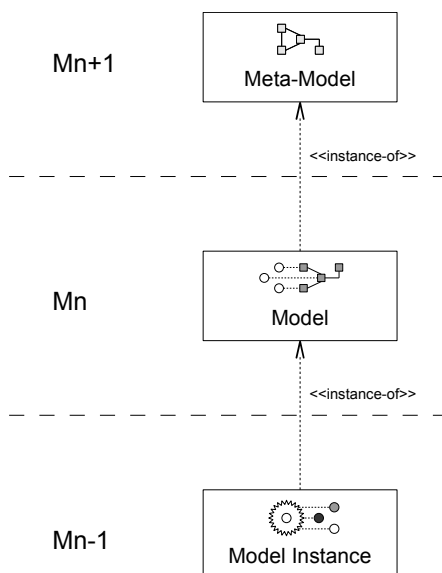 Mn+1
Meta-Model
<<instance-of>>
Mn
Model
<<instance-of>>
Mn-1
Model Instance